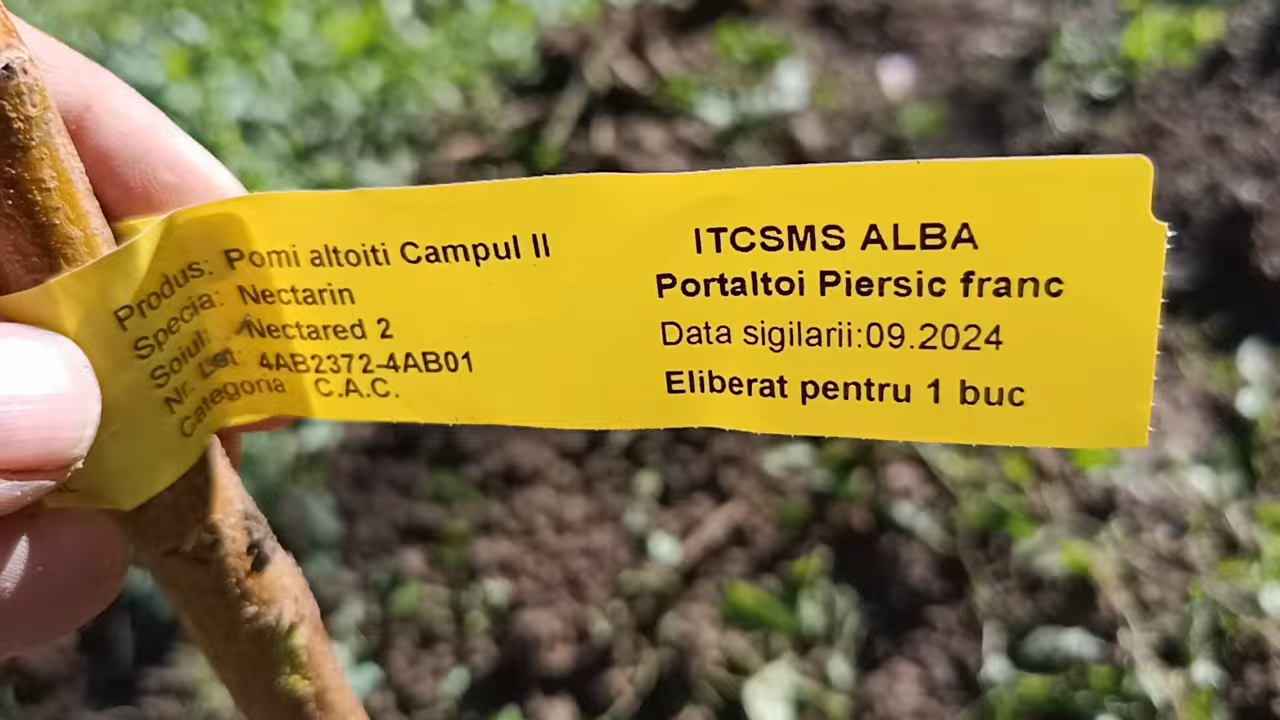 Produs: Pomi altoiti Campul II
Specia: Nectarin
Soiul: Nectared 2
Nr. Lot: 4AB2372-4AB01
Categoria C.A.C.
ITCSMS ALBA
Portaltoi Piersic franc
Data sigilarii:09.2024
Eliberat pentru 1 buc